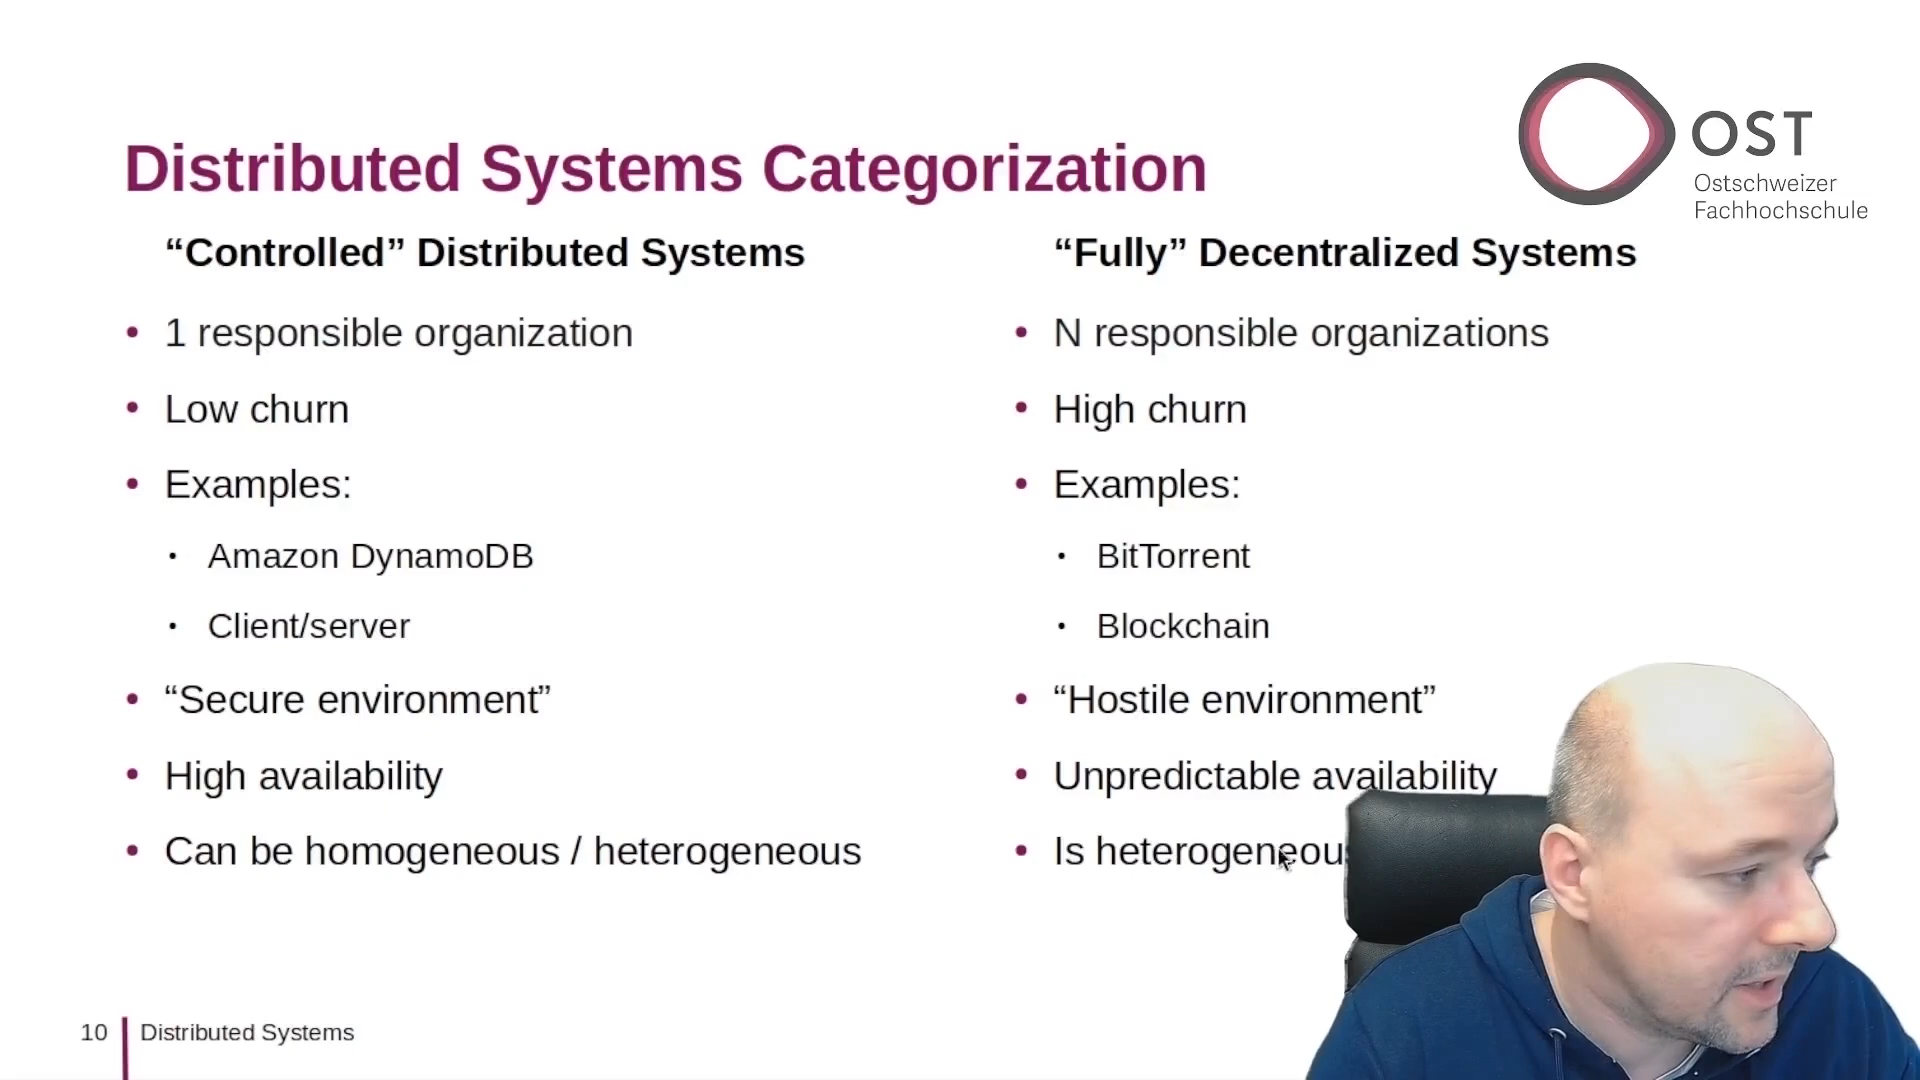 OST
Ostschweizer
Fachhochschule
Distributed Systems Categorization
“Controlled” Distributed Systems
• 1 responsible organization
• Low churn
• Examples:
• Amazon DynamoDB
• Client/server
• “Secure environment”
• High availability
• Can be homogeneous / heterogeneous
“Fully” Decentralized Systems
• N responsible organizations
• High churn
• Examples:
• BitTorrent
• Blockchain
• “Hostile environment”
• Unpredictable availability
• Is heterogeneous
10
Distributed Systems